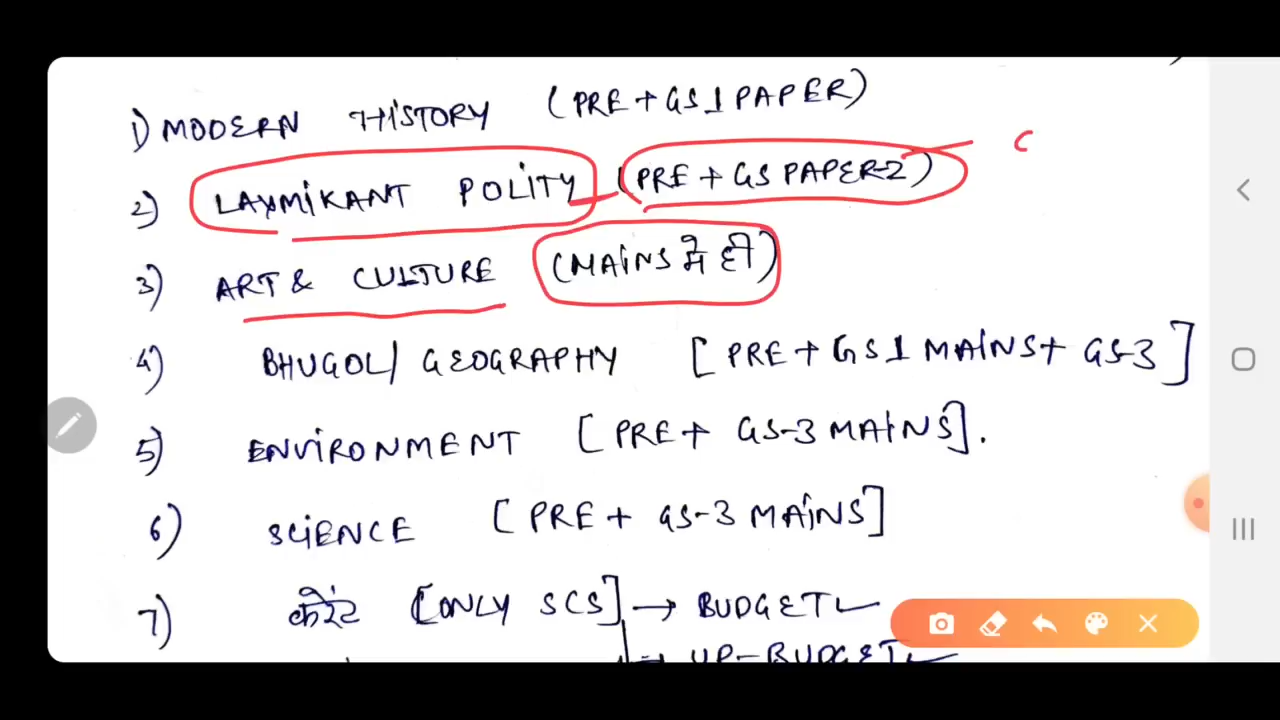 1) MODERN HISTORY (PRE + GS 1 PAPER)
2) LAXMIKANT POLITY (PRE + GS PAPER-2)
3) ART & CULTURE (MAINS में ही)
4) BHUGOL/ GEOGRAPHY [PRE + GS 1 MAINS + GS-3]
5) ENVIRONMENT [PRE + GS-3 MAINS].
6) SCIENCE [PRE + GS-3 MAINS]
7) करेंट [ONLY SCS] → BUDGET
→ UP-BUDGET